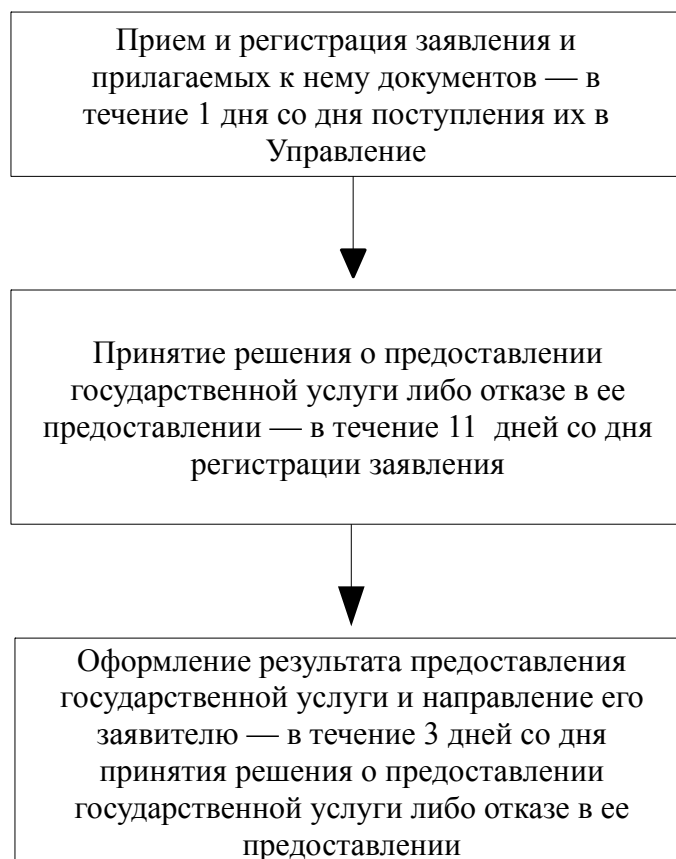 Прием и регистрация заявления и
прилагаемых к нему документов — в
течение 1 дня со дня поступления их в
Управление
Принятие решения о предоставлении
государственной услуги либо отказе в ее
предоставлении — в течение 11 дней со дня
регистрации заявления
Оформление результата предоставления
государственной услуги и направление его
заявителю — в течение 3 дней со дня
принятия решения о предоставлении
государственной услуги либо отказе в ее
предоставлении